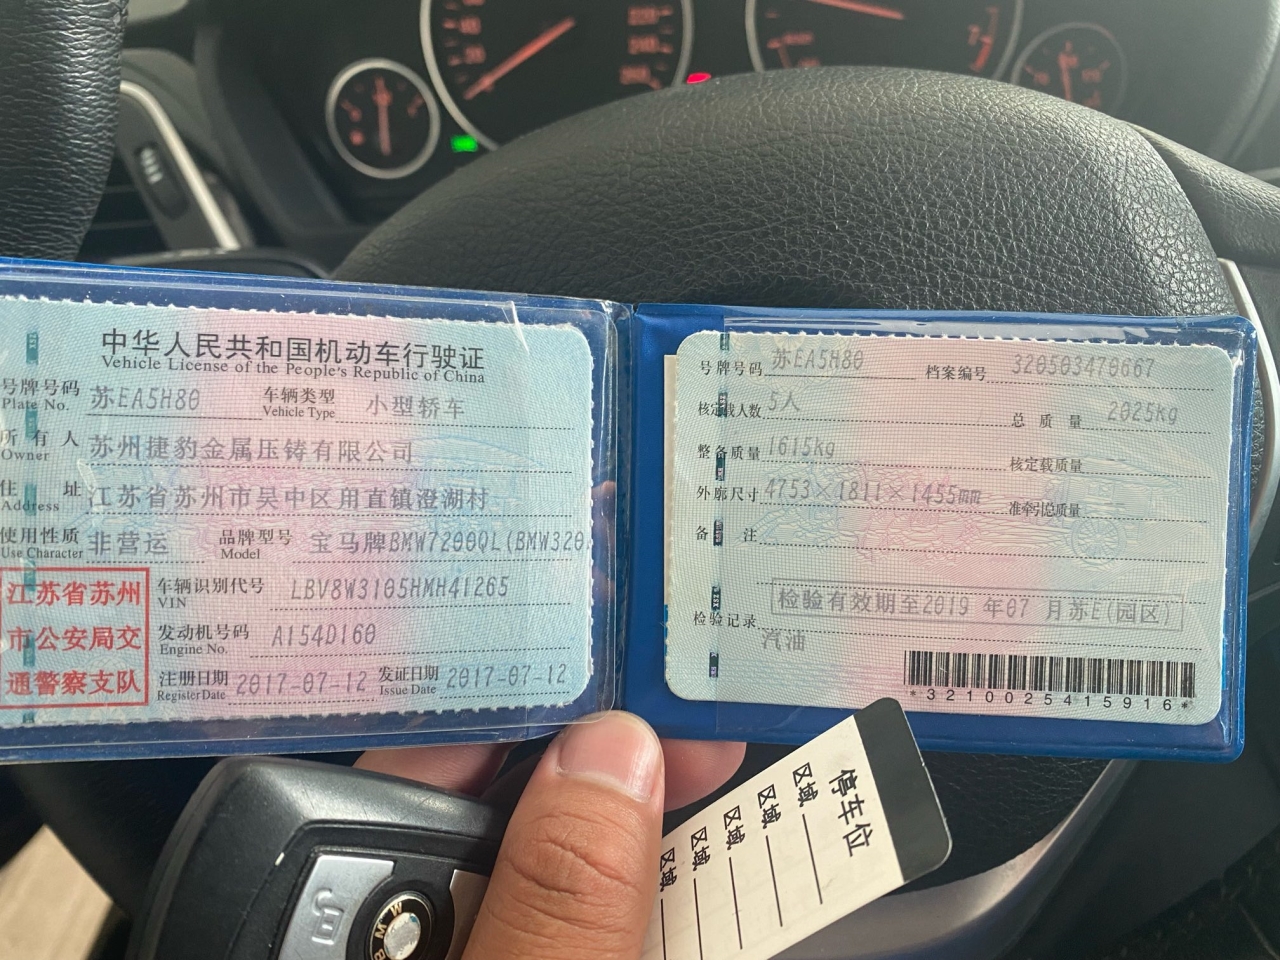 中华人民共和国机动车行驶证
Vehicle License of the People's Republic of China
号牌号码 Plate No. 苏EA5H80 车辆类型 Vehicle Type 小型轿车
所有人 Owner 苏州捷豹金属压铸有限公司
住址 Address 江苏省苏州市吴中区甪直镇澄湖村
使用性质 Use Character 非营运 品牌型号 Model 宝马牌BMW7200QL(BMW320
江苏省苏州
市公安局交
通警察支队
车辆识别代号 VIN LBV8W3105HMH41265
发动机号码 Engine No. A154D160
注册日期 Register Date 2017-07-12 发证日期 Issue Date 2017-07-12
号牌号码 苏EA5H80 档案编号 320503470667
核定载人数 5人 总质量 2025kg
整备质量 1615kg 核定载质量
外廓尺寸 4753×1811×1455mm 准牵引总质量
备注
检验有效期至2019 年07 月苏E(园区)
检验记录
汽油
*3210025415916*
停车位
区域
区域
区域
区域
区域
BMW